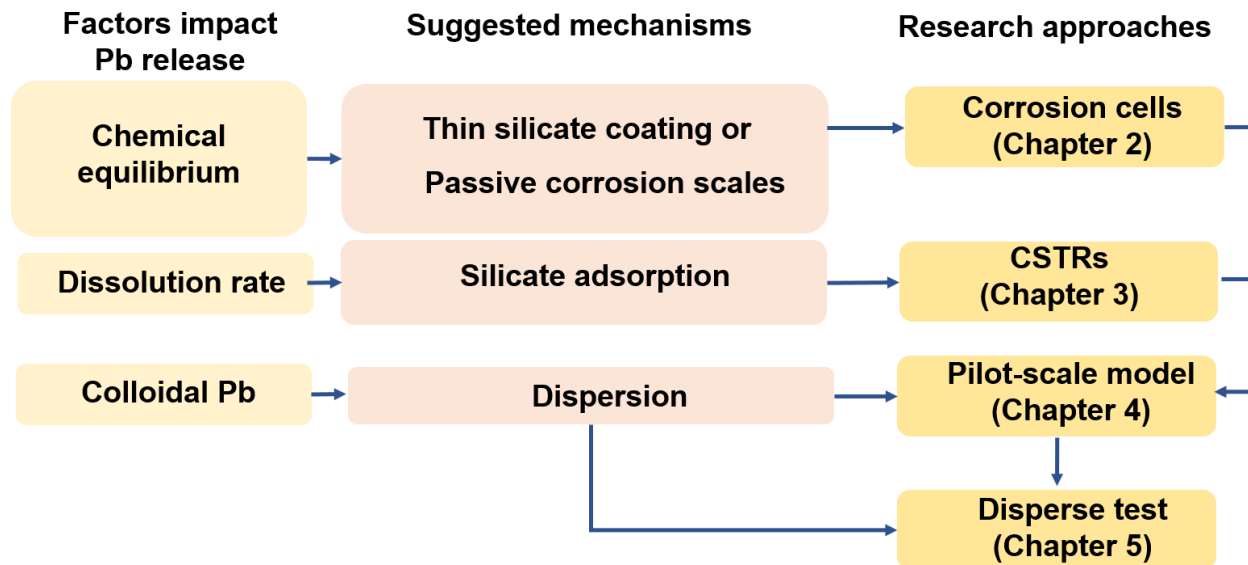 Factors impact
Pb release
Suggested mechanisms
Research approaches
Chemical
equilibrium
Thin silicate coating or
Passive corrosion scales
Corrosion cells
(Chapter 2)
Dissolution rate
Silicate adsorption
CSTRs
(Chapter 3)
Colloidal Pb
Dispersion
Pilot-scale model
(Chapter 4)
Disperse test
(Chapter 5)